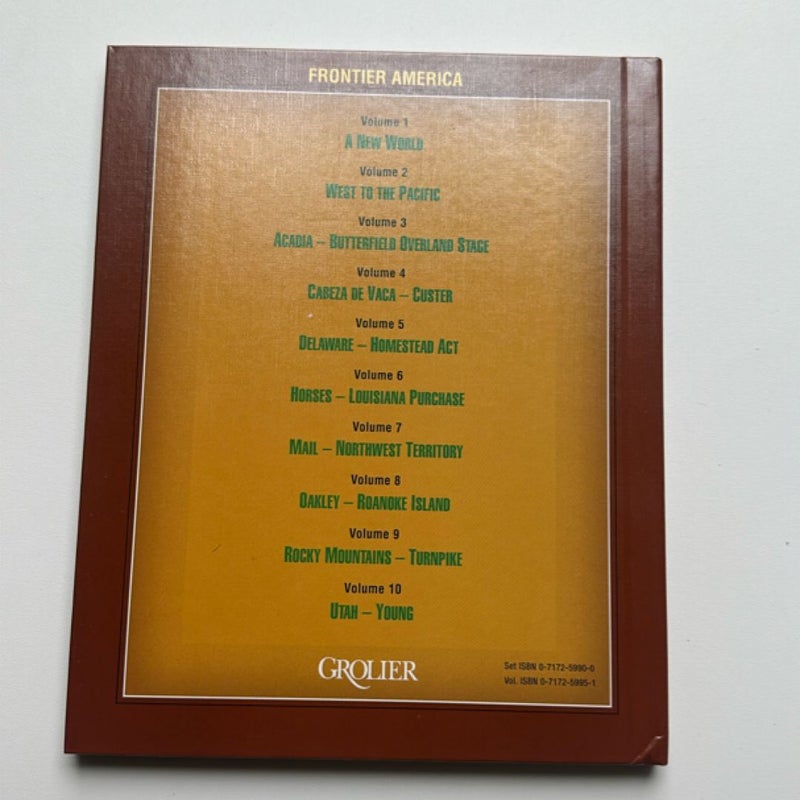 FRONTIER AMERICA
Volume 1
A NEW WORLD
Volume 2
WEST TO THE PACIFIC
Volume 3
ACADIA – BUTTERFIELD OVERLAND STAGE
Volume 4
CABEZA DE VACA – CUSTER
Volume 5
DELAWARE – HOMESTEAD ACT
Volume 6
HORSES – LOUISIANA PURCHASE
Volume 7
MAIL – NORTHWEST TERRITORY
Volume 8
OAKLEY – ROANOKE ISLAND
Volume 9
ROCKY MOUNTAINS – TURNPIKE
Volume 10
UTAH – YOUNG
GROLIER
Set ISBN 0-7172-5990-0
Vol. ISBN 0-7172-5995-1